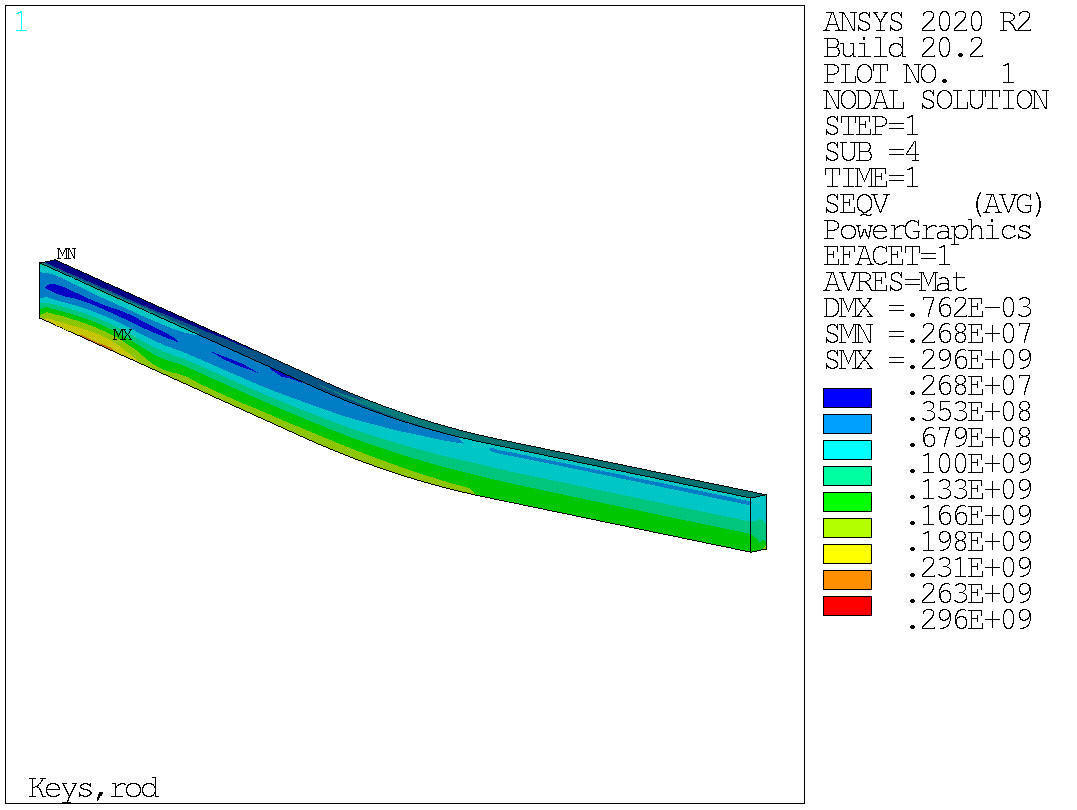 1
ANSYS 2020 R2
Build 20.2
PLOT NO.   1
NODAL SOLUTION
STEP=1
SUB =4
TIME=1
SEQV     (AVG)
PowerGraphics
EFACET=1
AVRES=Mat
DMX =.762E-03
SMN =.268E+07
SMX =.296E+09
.268E+07
.353E+08
.679E+08
.100E+09
.133E+09
.166E+09
.198E+09
.231E+09
.263E+09
.296E+09
MN
MX
Keys,rod